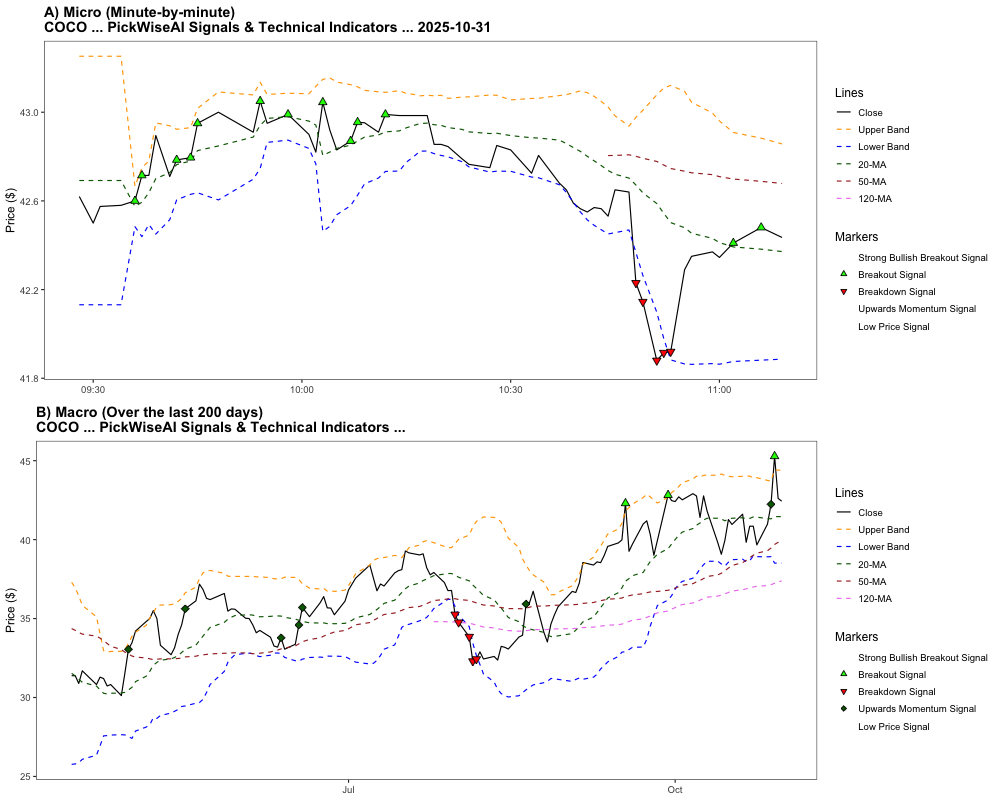 A) Micro (Minute-by-minute)
COCO ... PickWiseAI Signals & Technical Indicators ... 2025-10-31
Price ($)
43.0
42.6
42.2
41.8
09:30
10:00
10:30
11:00
Lines
Close
Upper Band
Lower Band
20-MA
50-MA
120-MA
Markers
Strong Bullish Breakout Signal
Breakout Signal
Breakdown Signal
Upwards Momentum Signal
Low Price Signal
B) Macro (Over the last 200 days)
COCO ... PickWiseAI Signals & Technical Indicators ...
Price ($)
45
40
35
30
25
Jul
Oct
Lines
Close
Upper Band
Lower Band
20-MA
50-MA
120-MA
Markers
Strong Bullish Breakout Signal
Breakout Signal
Breakdown Signal
Upwards Momentum Signal
Low Price Signal